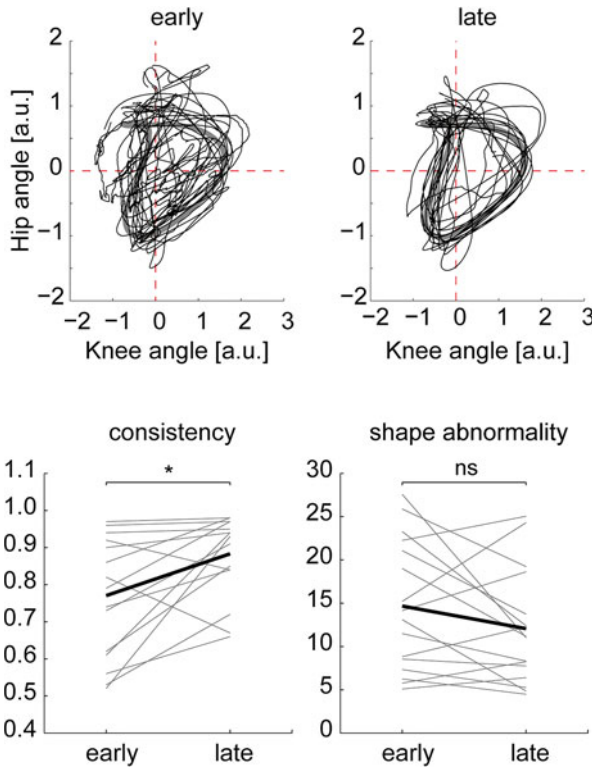 early
late
Hip angle [a.u.]
2
1
0
−1
−2
−2 −1 0 1 2 3
Knee angle [a.u.]
2
1
0
−1
−2
−2 −1 0 1 2 3
Knee angle [a.u.]
consistency
*
1.1
1.0
0.9
0.8
0.7
0.6
0.5
0.4
early late
shape abnormality
ns
30
25
20
15
10
5
0
early late